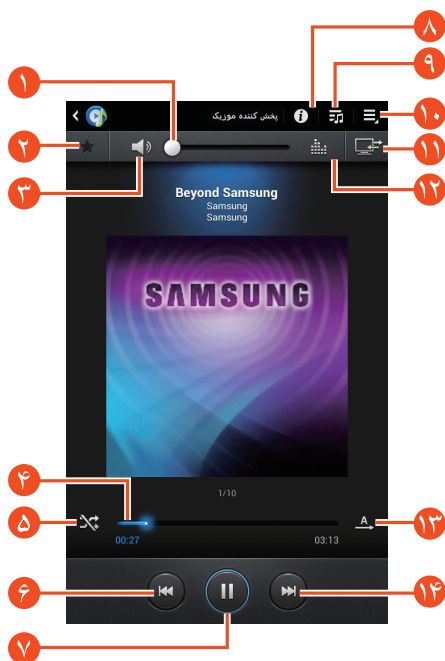 ۸
۹
۱
پخش کننده موزیک
۱۰
۲
۱۱
۳
۱۲
Beyond Samsung
Samsung
Samsung
SAMSUNG
1/10
۴
۵
A
۱۳
00:27
03:13
۶
۱۴
۷